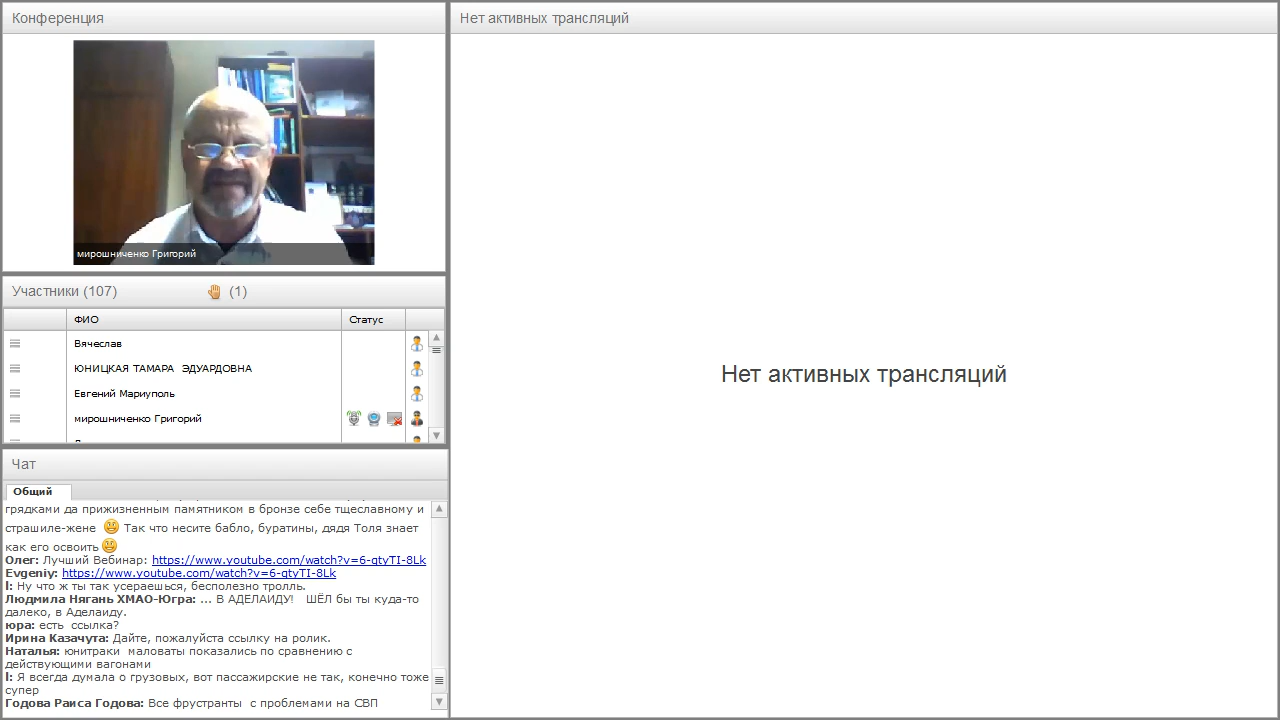 Конференция
мирошниченко Григорий
Участники (107) (1)
ФИО Статус
Вячеслав
ЮНИЦКАЯ ТАМАРА ЭДУАРДОВНА
Евгений Мариуполь
мирошниченко Григорий
Чат
Общий
грядками да прижизненным памятником в бронзе себе тщеславному и
страшиле-жене Так что несите бабло, буратины, дядя Толя знает
как его освоить
Олег: Лучший Вебинар: https://www.youtube.com/watch?v=6-gtyTI-8Lk
Evgeniy: https://www.youtube.com/watch?v=6-gtyTI-8Lk
I: Ну что ж ты так усераешься, бесполезно тролль.
Людмила Нягань ХМАО-Югра: ... В АДЕЛАИДУ! ШЁЛ бы ты куда-то
далеко, в Аделаиду.
юра: есть ссылка?
Ирина Казачута: Дайте, пожалуйста ссылку на ролик.
Наталья: юнитраки маловаты показались по сравнению с
действующими вагонами
I: Я всегда думала о грузовых, вот пассажирские не так, конечно тоже
супер
Годова Раиса Годова: Все фрустранты с проблемами на СВП
Нет активных трансляций
Нет активных трансляций